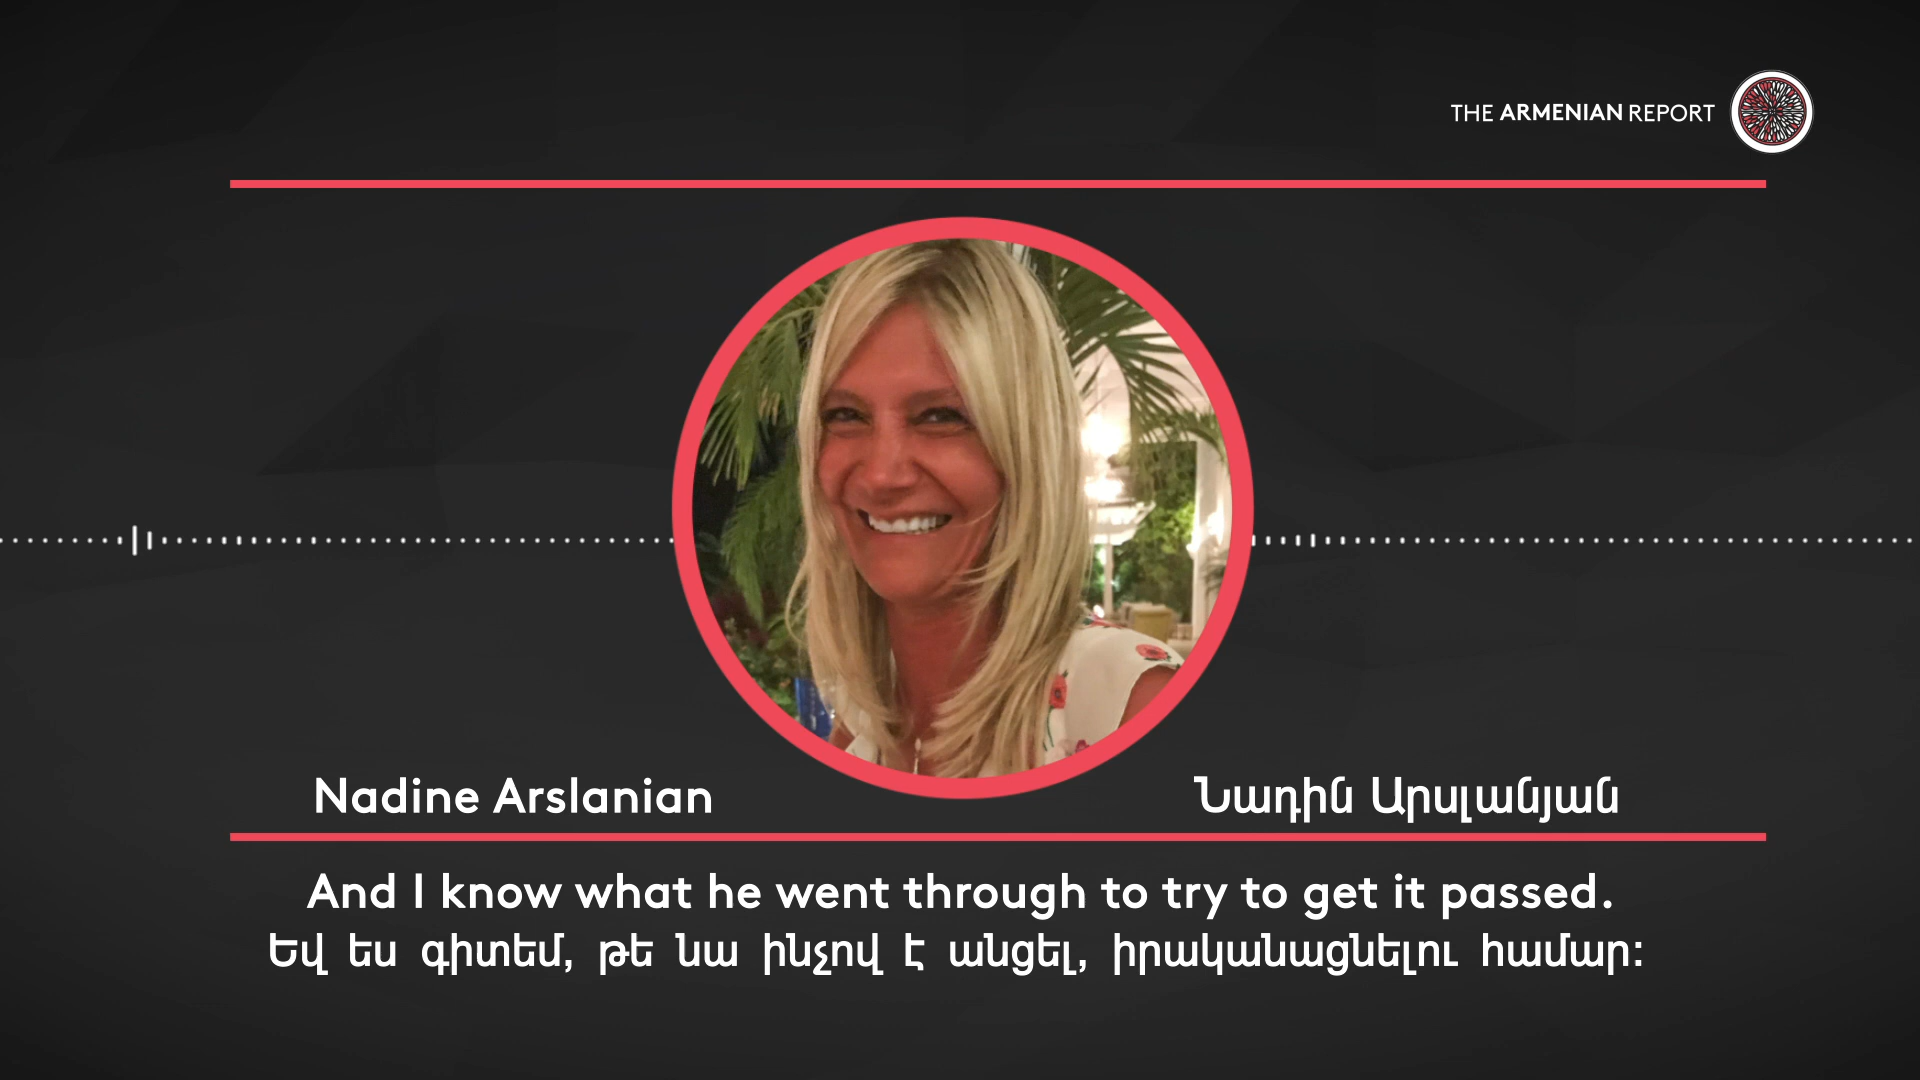 THE ARMENIAN REPORT
Nadine Arslanian
Նադին Արսլանյան
And I know what he went through to try to get it passed.
Եվ ես գիտեմ, թե նա ինչով է անցել, իրականացնելու համար: